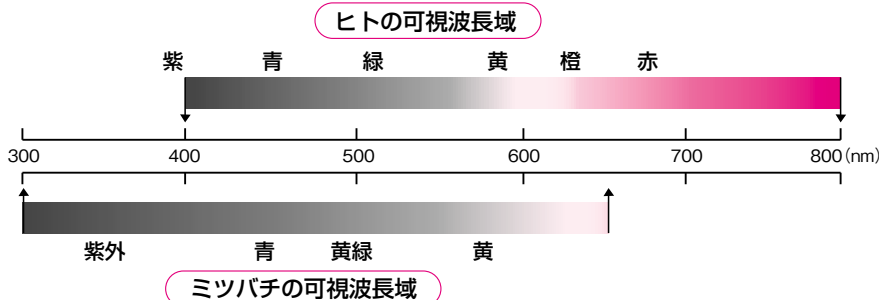 ヒトの可視波長域
紫 青 緑 黄 橙 赤
300 400 500 600 700 800(nm)
紫外 青 黄緑 黄
ミツバチの可視波長域